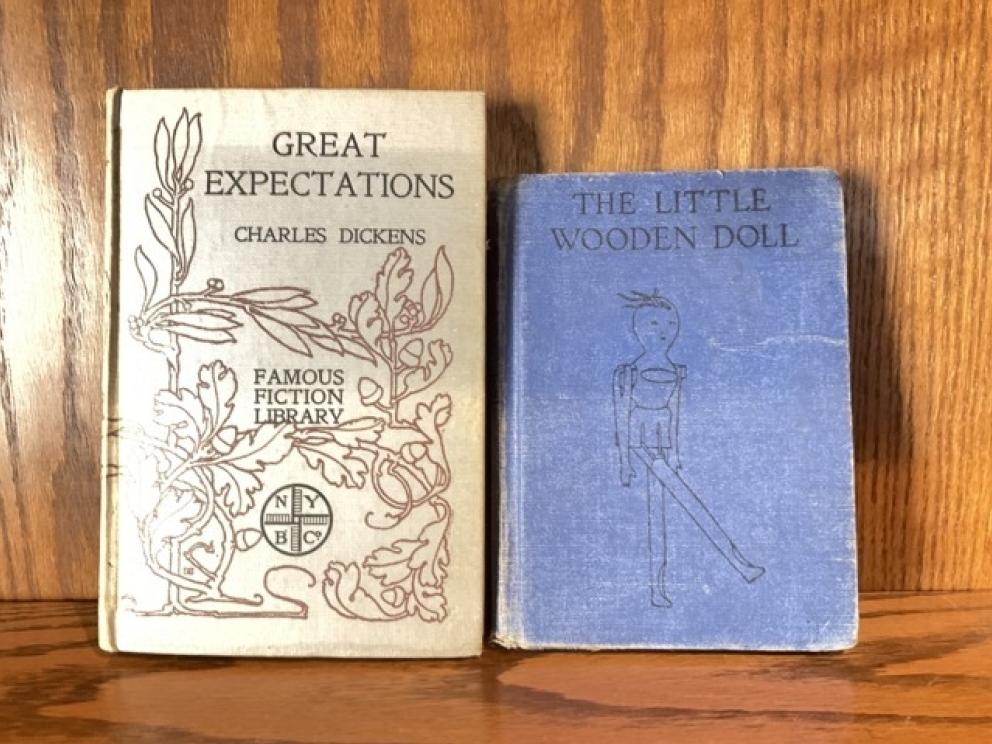 GREAT
EXPECTATIONS
CHARLES DICKENS
FAMOUS
FICTION
LIBRARY
N Y
B Cº
THE LITTLE
WOODEN DOLL